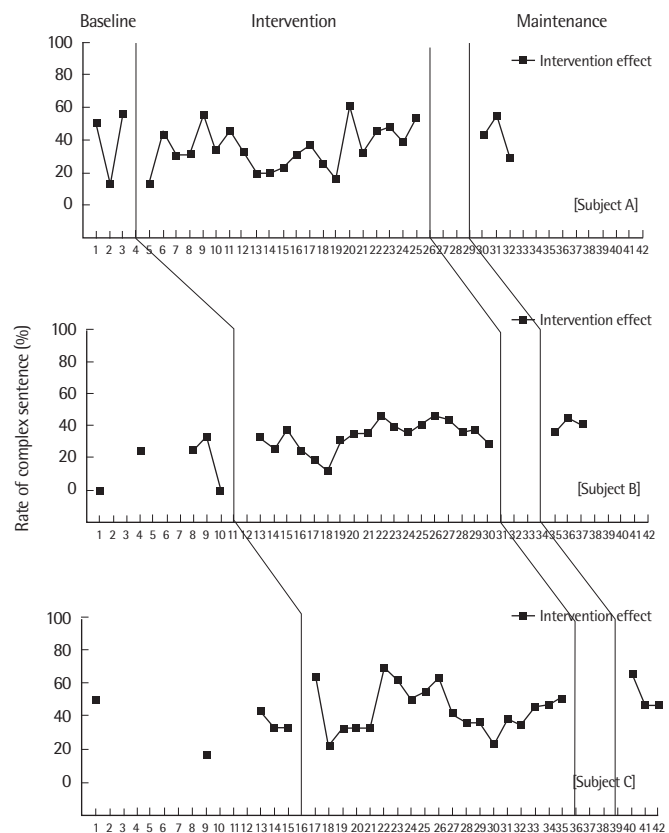 Baseline Intervention Maintenance
100
80
60
40
20
0
Intervention effect
[Subject A]
1 2 3 4 5 6 7 8 9 10 11 12 13 14 15 16 17 18 19 20 21 22 23 24 25 26 27 28 29 30 31 32 33 34 35 36 37 38 39 40 41 42
Rate of complex sentence (%)
100
80
60
40
20
0
Intervention effect
[Subject B]
1 2 3 4 5 6 7 8 9 10 11 12 13 14 15 16 17 18 19 20 21 22 23 24 25 26 27 28 29 30 31 32 33 34 35 36 37 38 39 40 41 42
100
80
60
40
20
0
Intervention effect
[Subject C]
1 2 3 4 5 6 7 8 9 10 11 12 13 14 15 16 17 18 19 20 21 22 23 24 25 26 27 28 29 30 31 32 33 34 35 36 37 38 39 40 41 42